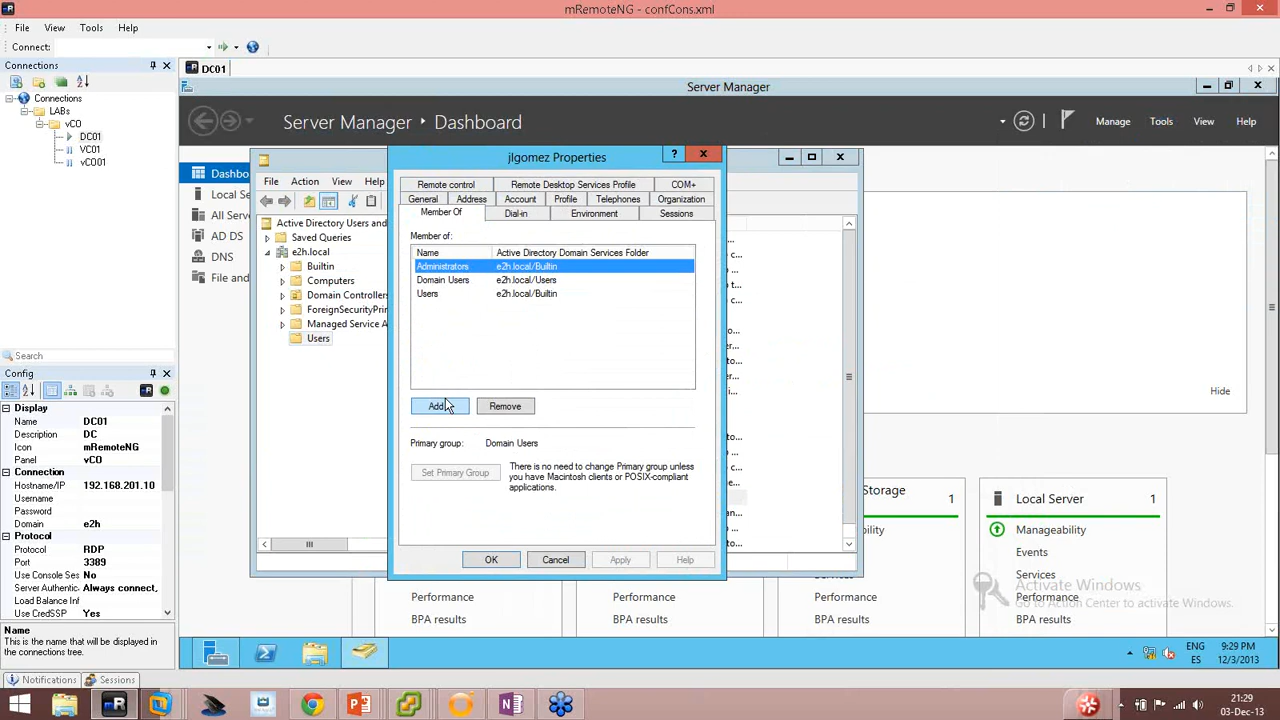 mRemoteNG - confCons.xml
File View Tools Help
Connect:
Connections
DC01
Connections
LABs
vCO
DC01
VC01
vCO01
Server Manager
Server Manager • Dashboard
Manage Tools View Help
Local Se
All Serve
AD DS
DNS
File and
File Action View Help
Active Directory Users and
Saved Queries
e2h.local
Builtin
Computers
Domain Controllers
ForeignSecurityPrin
Managed Service A
Users
jlgomez Properties
Remote control Remote Desktop Services Profile COM+
General Address Account Profile Telephones Organization
Member Of Dial-in Environment Sessions
Member of:
Name Active Directory Domain Services Folder
Administrators e2h.local/Builtin
Domain Users e2h.local/Users
Users e2h.local/Builtin
Add... Remove
Primary group: Domain Users
Set Primary Group
There is no need to change Primary group unless
you have Macintosh clients or POSIX-compliant
applications.
OK Cancel Apply Help
Hide
Storage 1
Local Server 1
Manageability
Events
Services
Performance
BPA results
Performance
BPA results
Performance
BPA results
Performance
BPA results
Activate Windows
Go to Action Center to activate Windows.
Search
Config
Display
Name DC01
Description DC
Icon mRemoteNG
Panel vCO
Connection
Hostname/IP 192.168.201.10
Username
Password
Domain e2h
Protocol
Protocol RDP
Port 3389
Use Console Ses No
Server Authentic Always connect,
Load Balance Inf
Use CredSSP Yes
Name
This is the name that will be displayed in
the connections tree.
Notifications Sessions
ENG
ES
9:29 PM
12/3/2013
21:29
03-Dec-13